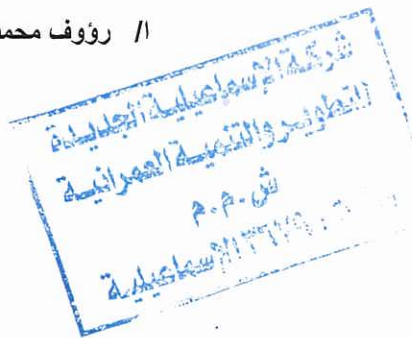 ا/ رؤوف محمد
شركة الإسماعيلية الجديدة
للتطوير والتنمية العمرانية
ش.م.م
الإسماعيلية